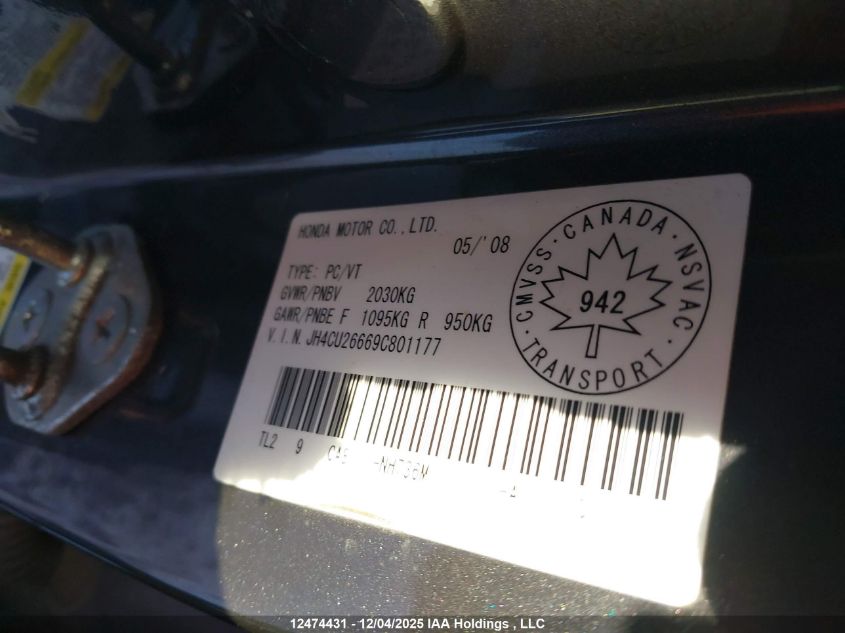 HONDA MOTOR CO.,LTD.
05/'08
TYPE: PC/VT
GVWR/PNBV 2030KG
GAWR/PNBE F 1095KG R 950KG
V.I.N. JH4CU26669C801177
CMVSS · CANADA · NSVAC
942
TRANSPORT
TL2 9
12474431 - 12/04/2025 IAA Holdings , LLC